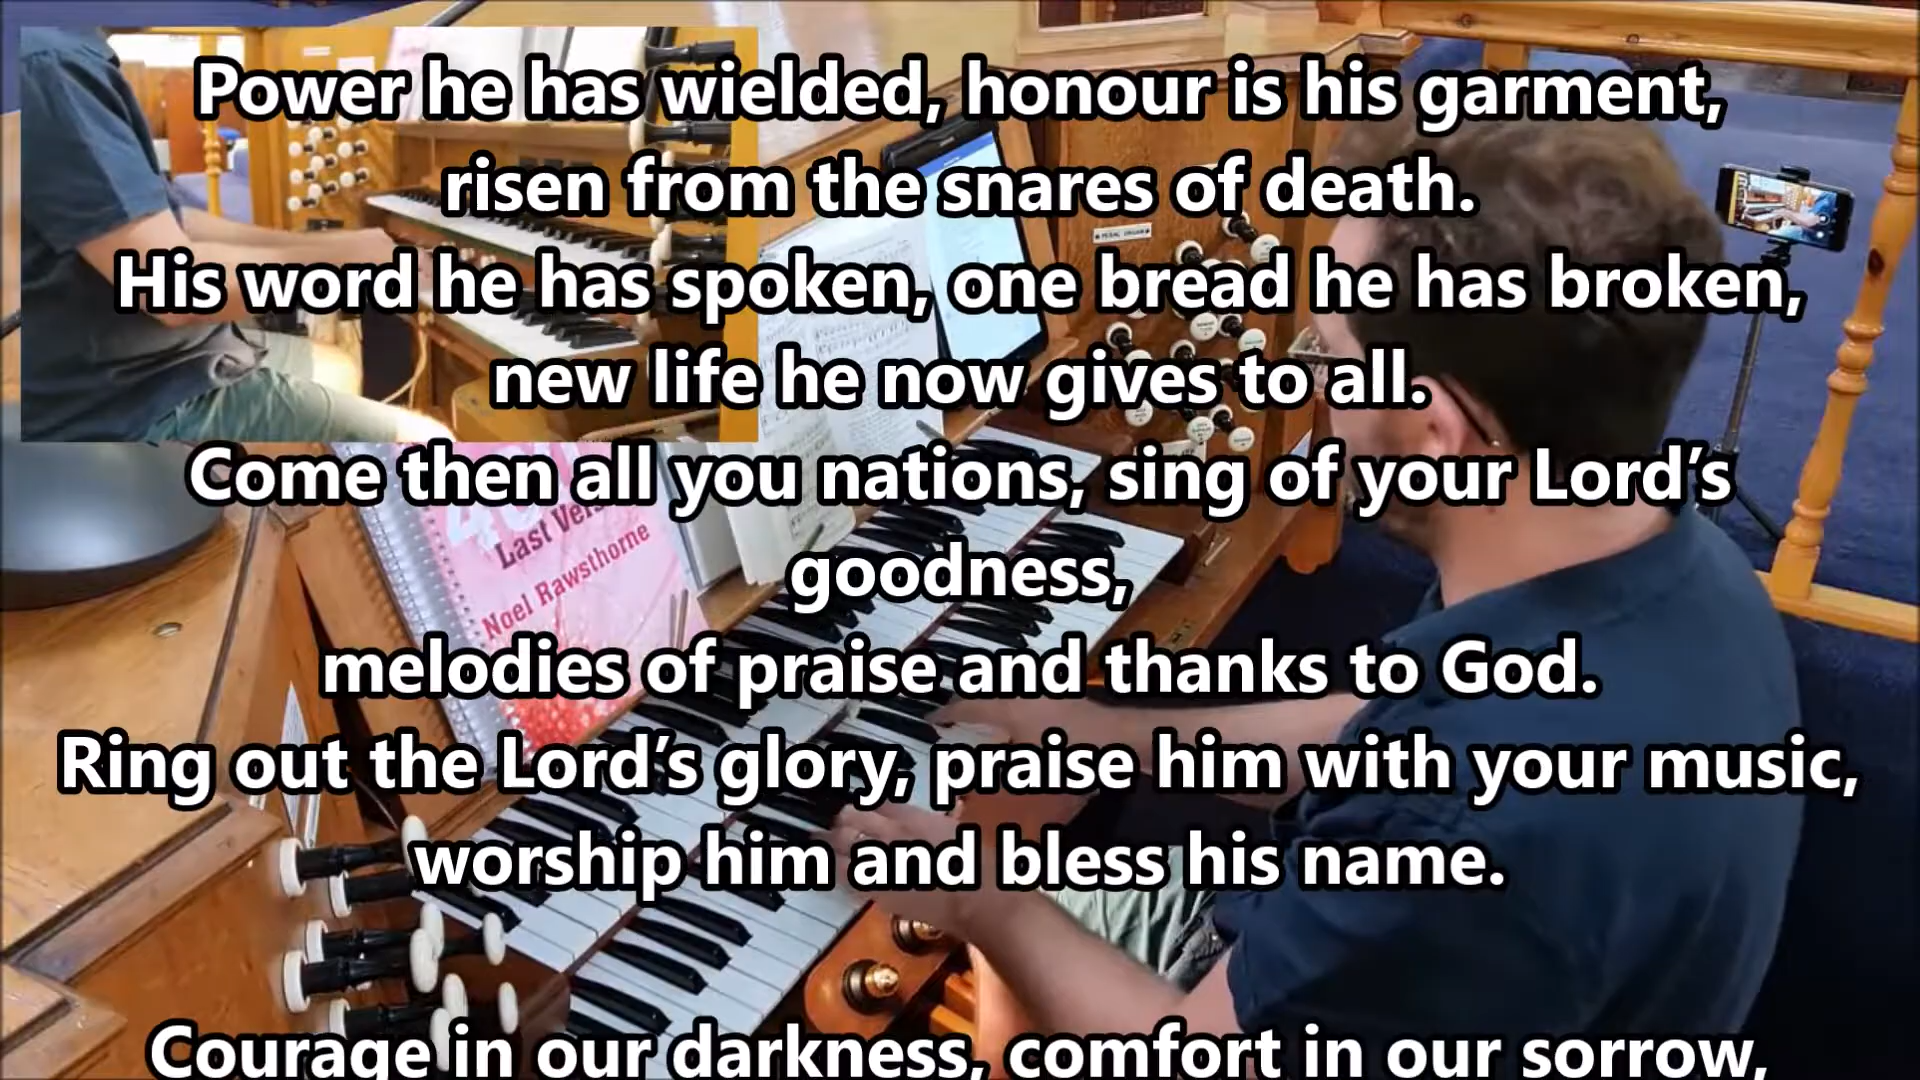 Power he has wielded, honour is his garment,
risen from the snares of death.
His word he has spoken, one bread he has broken,
new life he now gives to all.
Come then all you nations, sing of your Lord’s
goodness,
melodies of praise and thanks to God.
Ring out the Lord’s glory, praise him with your music,
worship him and bless his name.
Courage in our darkness, comfort in our sorrow,
Last Verses
Noel Rawsthorne
PEDAL ORGAN